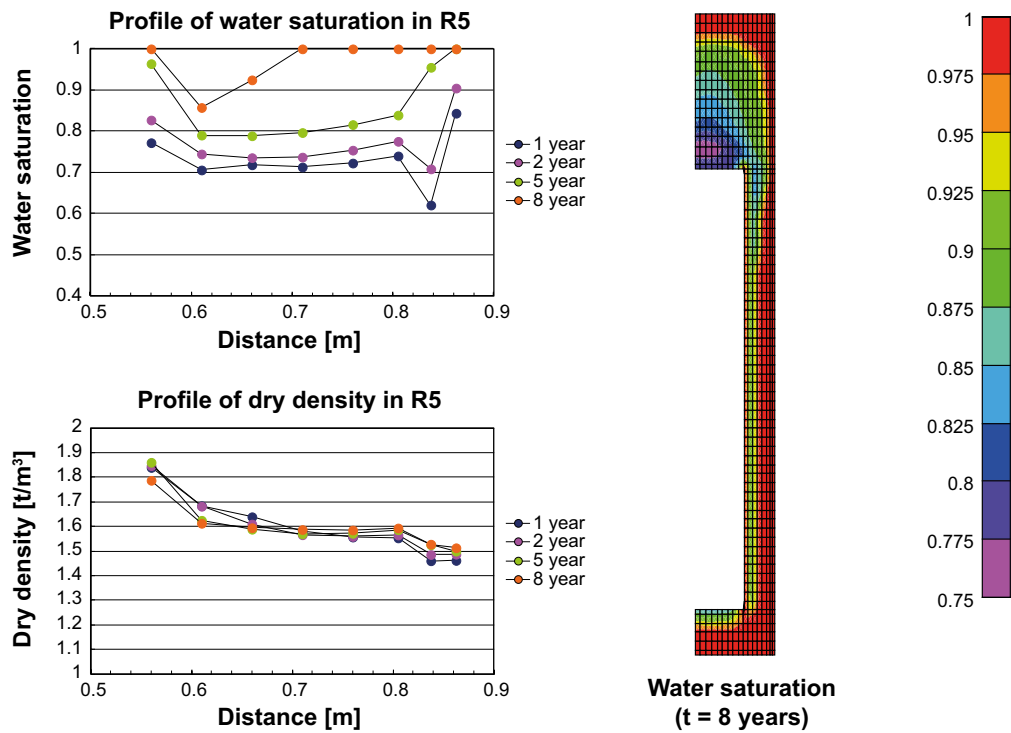 Profile of water saturation in R5
Water saturation
1
0.9
0.8
0.7
0.6
0.5
0.4
0.5
0.6
0.7
0.8
0.9
Distance [m]
1 year
2 year
5 year
8 year
Profile of dry density in R5
Dry density [t/m³]
2
1.9
1.8
1.7
1.6
1.5
1.4
1.3
1.2
1.1
1
0.5
0.6
0.7
0.8
0.9
Distance [m]
1 year
2 year
5 year
8 year
1
0.975
0.95
0.925
0.9
0.875
0.85
0.825
0.8
0.775
0.75
Water saturation
(t = 8 years)